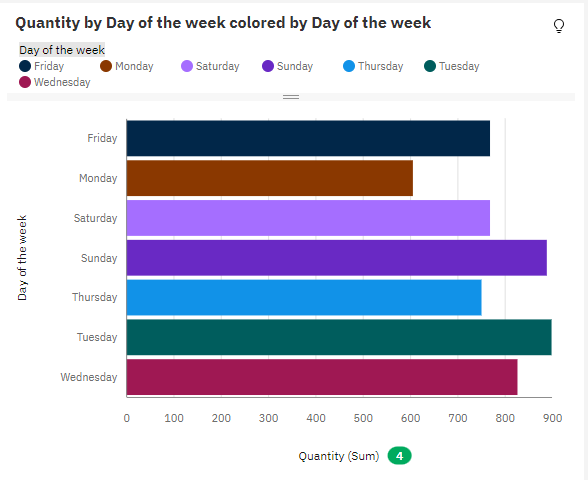 Quantity by Day of the week colored by Day of the week
Day of the week
Friday Monday Saturday Sunday Thursday Tuesday
Wednesday
Day of the week
Friday
Monday
Saturday
Sunday
Thursday
Tuesday
Wednesday
0 100 200 300 400 500 600 700 800 900
Quantity (Sum) 4